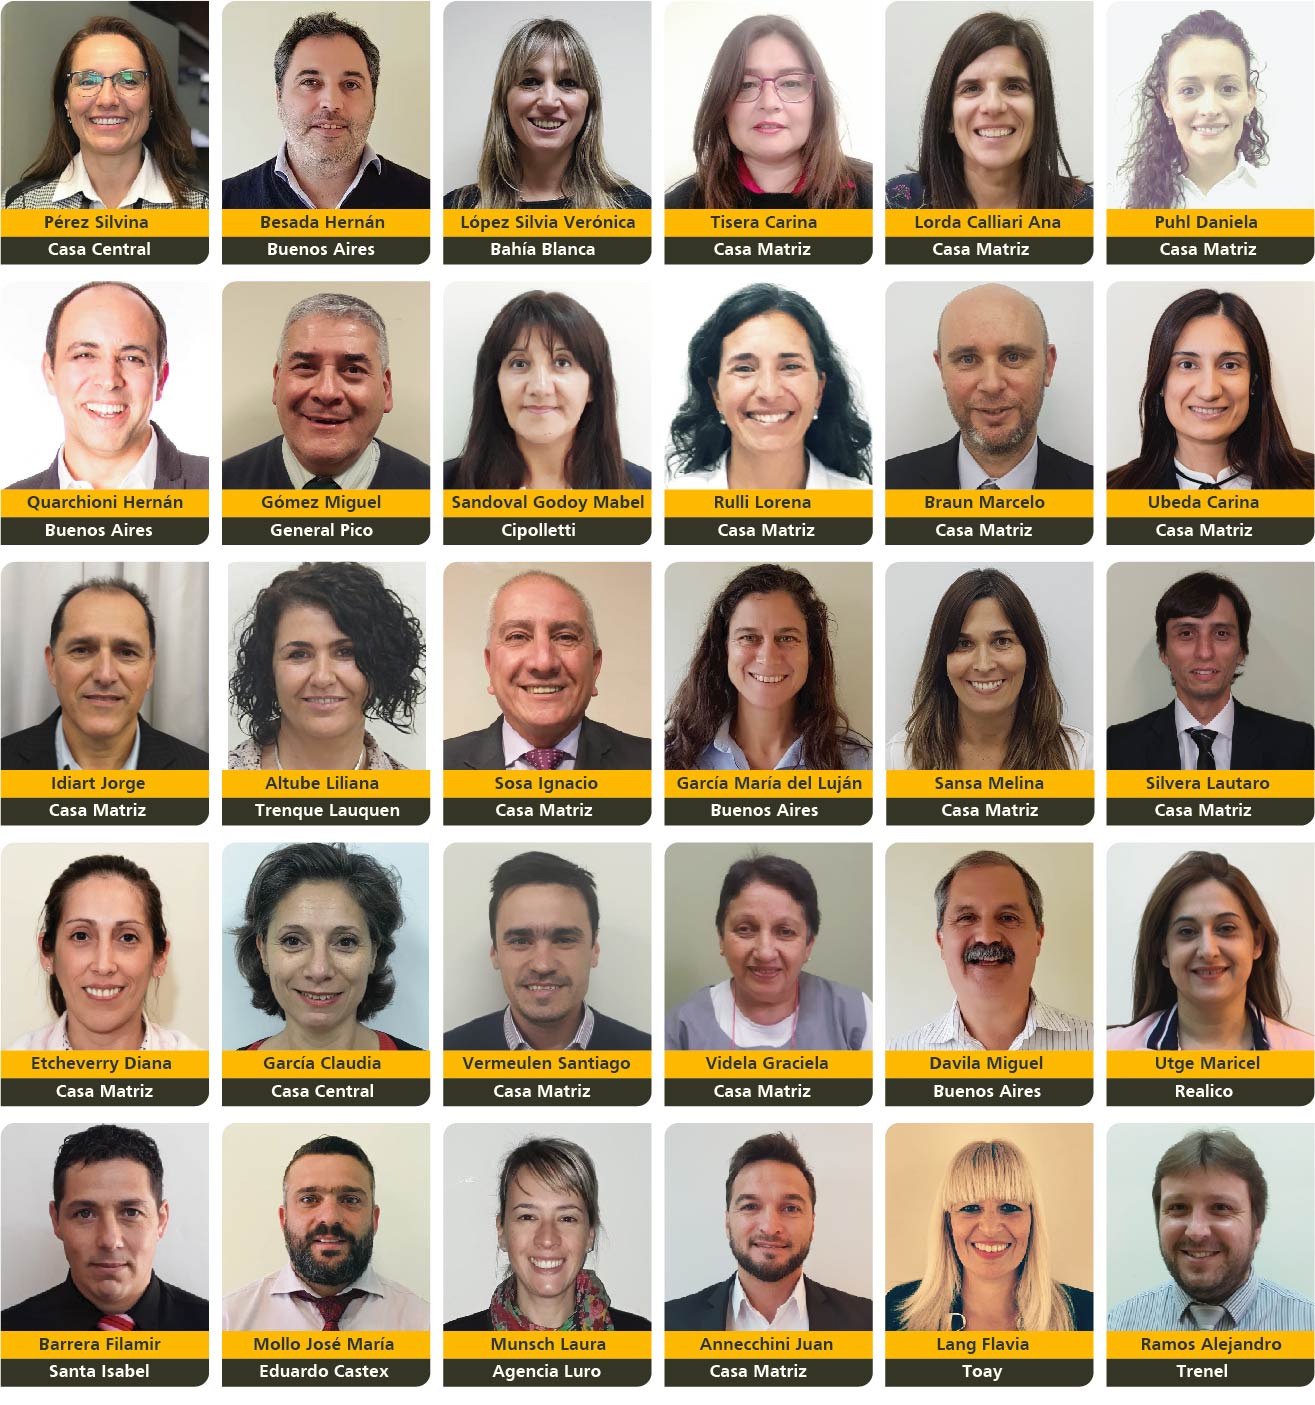 Pérez Silvina
Casa Central
Besada Hernán
Buenos Aires
López Silvia Verónica
Bahía Blanca
Tisera Carina
Casa Matriz
Lorda Calliari Ana
Casa Matriz
Puhl Daniela
Casa Matriz
Quarchioni Hernán
Buenos Aires
Gómez Miguel
General Pico
Sandoval Godoy Mabel
Cipolletti
Rulli Lorena
Casa Matriz
Braun Marcelo
Casa Matriz
Ubeda Carina
Casa Matriz
Idiart Jorge
Casa Matriz
Altube Liliana
Trenque Lauquen
Sosa Ignacio
Casa Matriz
García María del Luján
Buenos Aires
Sansa Melina
Casa Matriz
Silvera Lautaro
Casa Matriz
Etcheverry Diana
Casa Matriz
García Claudia
Casa Central
Vermeulen Santiago
Casa Matriz
Videla Graciela
Casa Matriz
Davila Miguel
Buenos Aires
Utge Maricel
Realico
Barrera Filamir
Santa Isabel
Mollo José María
Eduardo Castex
Munsch Laura
Agencia Luro
Annecchini Juan
Casa Matriz
Lang Flavia
Toay
Ramos Alejandro
Trenel